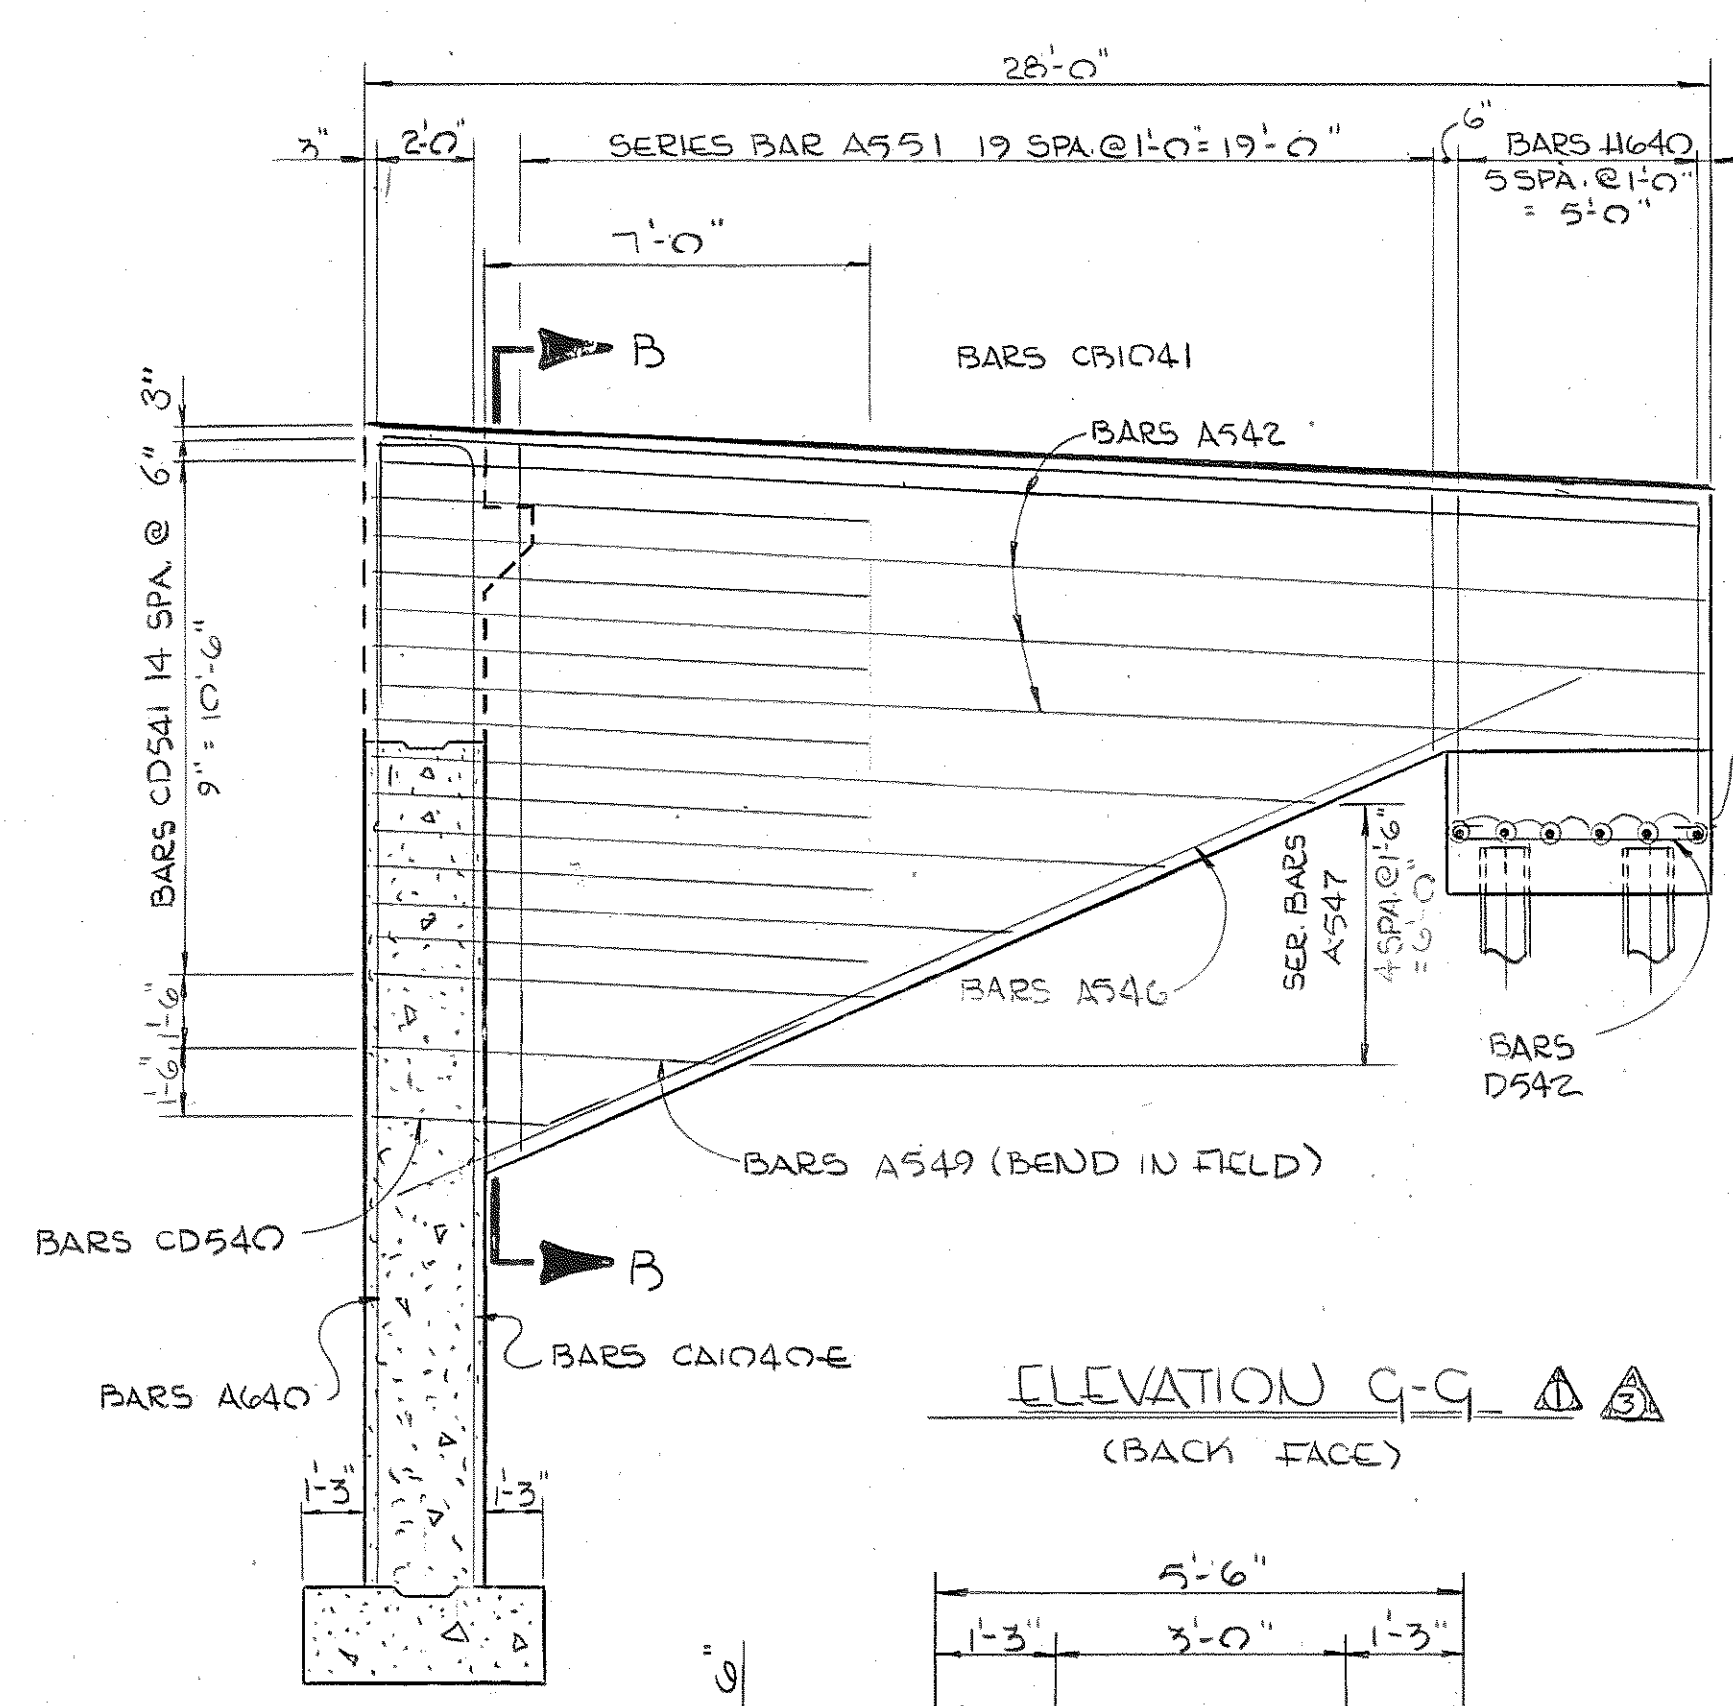 28'-0"
3"
2'-0"
SERIES BAR A551 19 SPA. @ 1'-0" = 19'-0"
6"
BARS H640
5 SPA. @ 1'-0"
= 5'-0"
7'-0"
B
BARS CB1041
BARS A542
3"
6"
BARS CD541 14 SPA. @
9" = 10'-6"
1'-6"
1'-6"
SER. BARS
A547
4 SPA. @ 1'-6"
= 6'-0"
BARS A546
BARS
D542
BARS A549 (BEND IN FIELD)
BARS CD540
B
BARS CA1040-E
BARS A640
ELEVATION G-G 1 3
(BACK FACE)
1'-3"
1'-3"
5'-6"
1'-3"
3'-0"
1'-3"